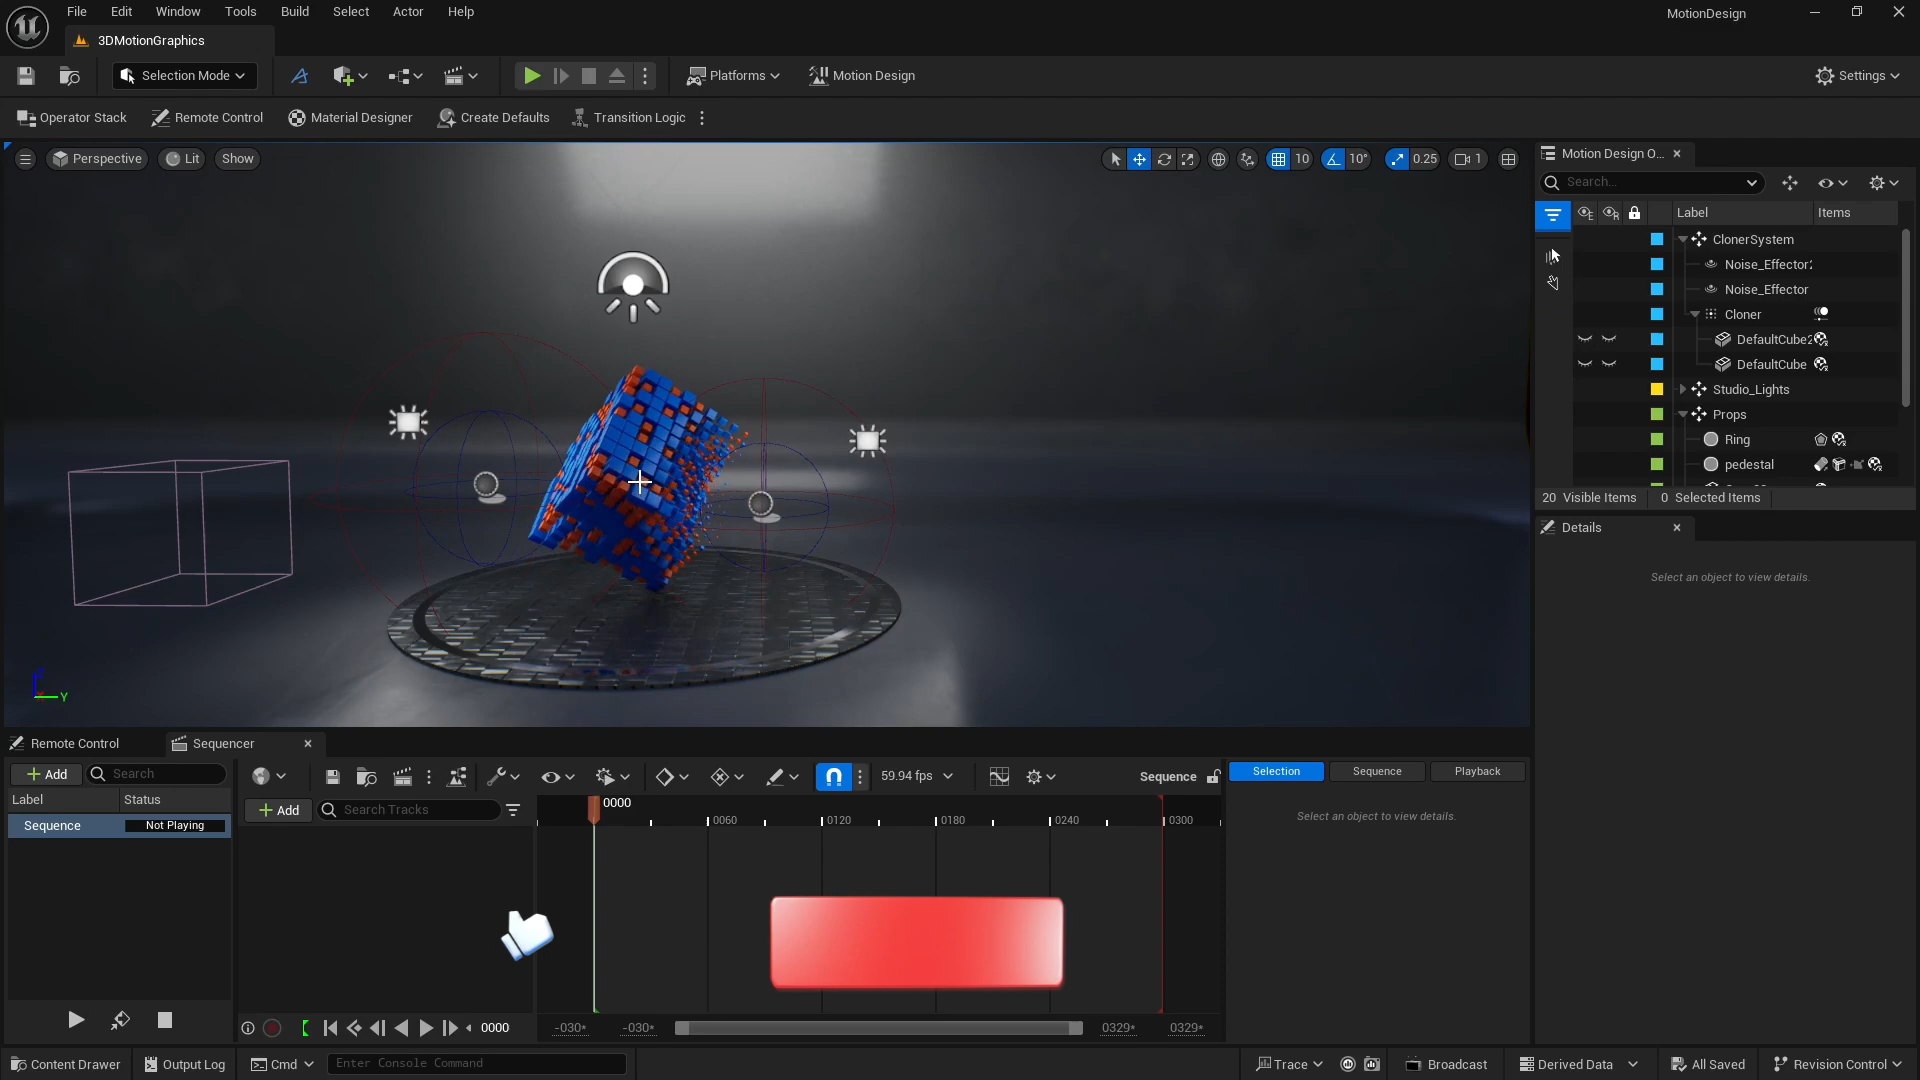 File Edit Window Tools Build Select Actor Help
MotionDesign
3DMotionGraphics
Selection Mode
Platforms
Motion Design
Settings
Operator Stack
Remote Control
Material Designer
Create Defaults
Transition Logic
Perspective
Lit
Show
10
10°
0.25
1
Motion Design O...
Search...
Label
Items
ClonerSystem
Noise_Effector2
Noise_Effector
Cloner
DefaultCube2
DefaultCube
Studio_Lights
Props
Ring
pedestal
20 Visible Items
0 Selected Items
Details
Select an object to view details.
Y
Remote Control
Sequencer
Add
Search
Label
Status
Sequence
Not Playing
59.94 fps
Sequence
Add
Search Tracks
0000
0060
0120
0180
0240
0300
Selection
Sequence
Playback
Select an object to view details.
0000
-030*
-030*
0329*
0329*
Content Drawer
Output Log
Cmd
Enter Console Command
Trace
Broadcast
Derived Data
All Saved
Revision Control